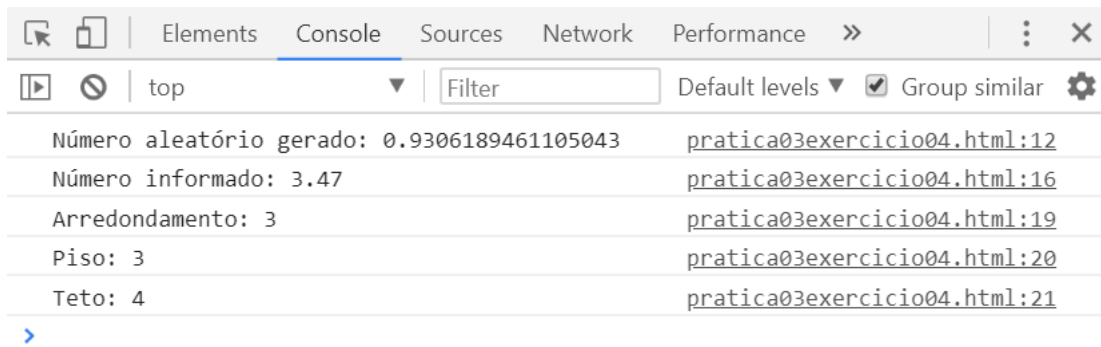 Elements Console Sources Network Performance »
top ▼ Filter Default levels ▼ Group similar
Número aleatório gerado: 0.9306189461105043 pratica03exercicio04.html:12
Número informado: 3.47 pratica03exercicio04.html:16
Arredondamento: 3 pratica03exercicio04.html:19
Piso: 3 pratica03exercicio04.html:20
Teto: 4 pratica03exercicio04.html:21